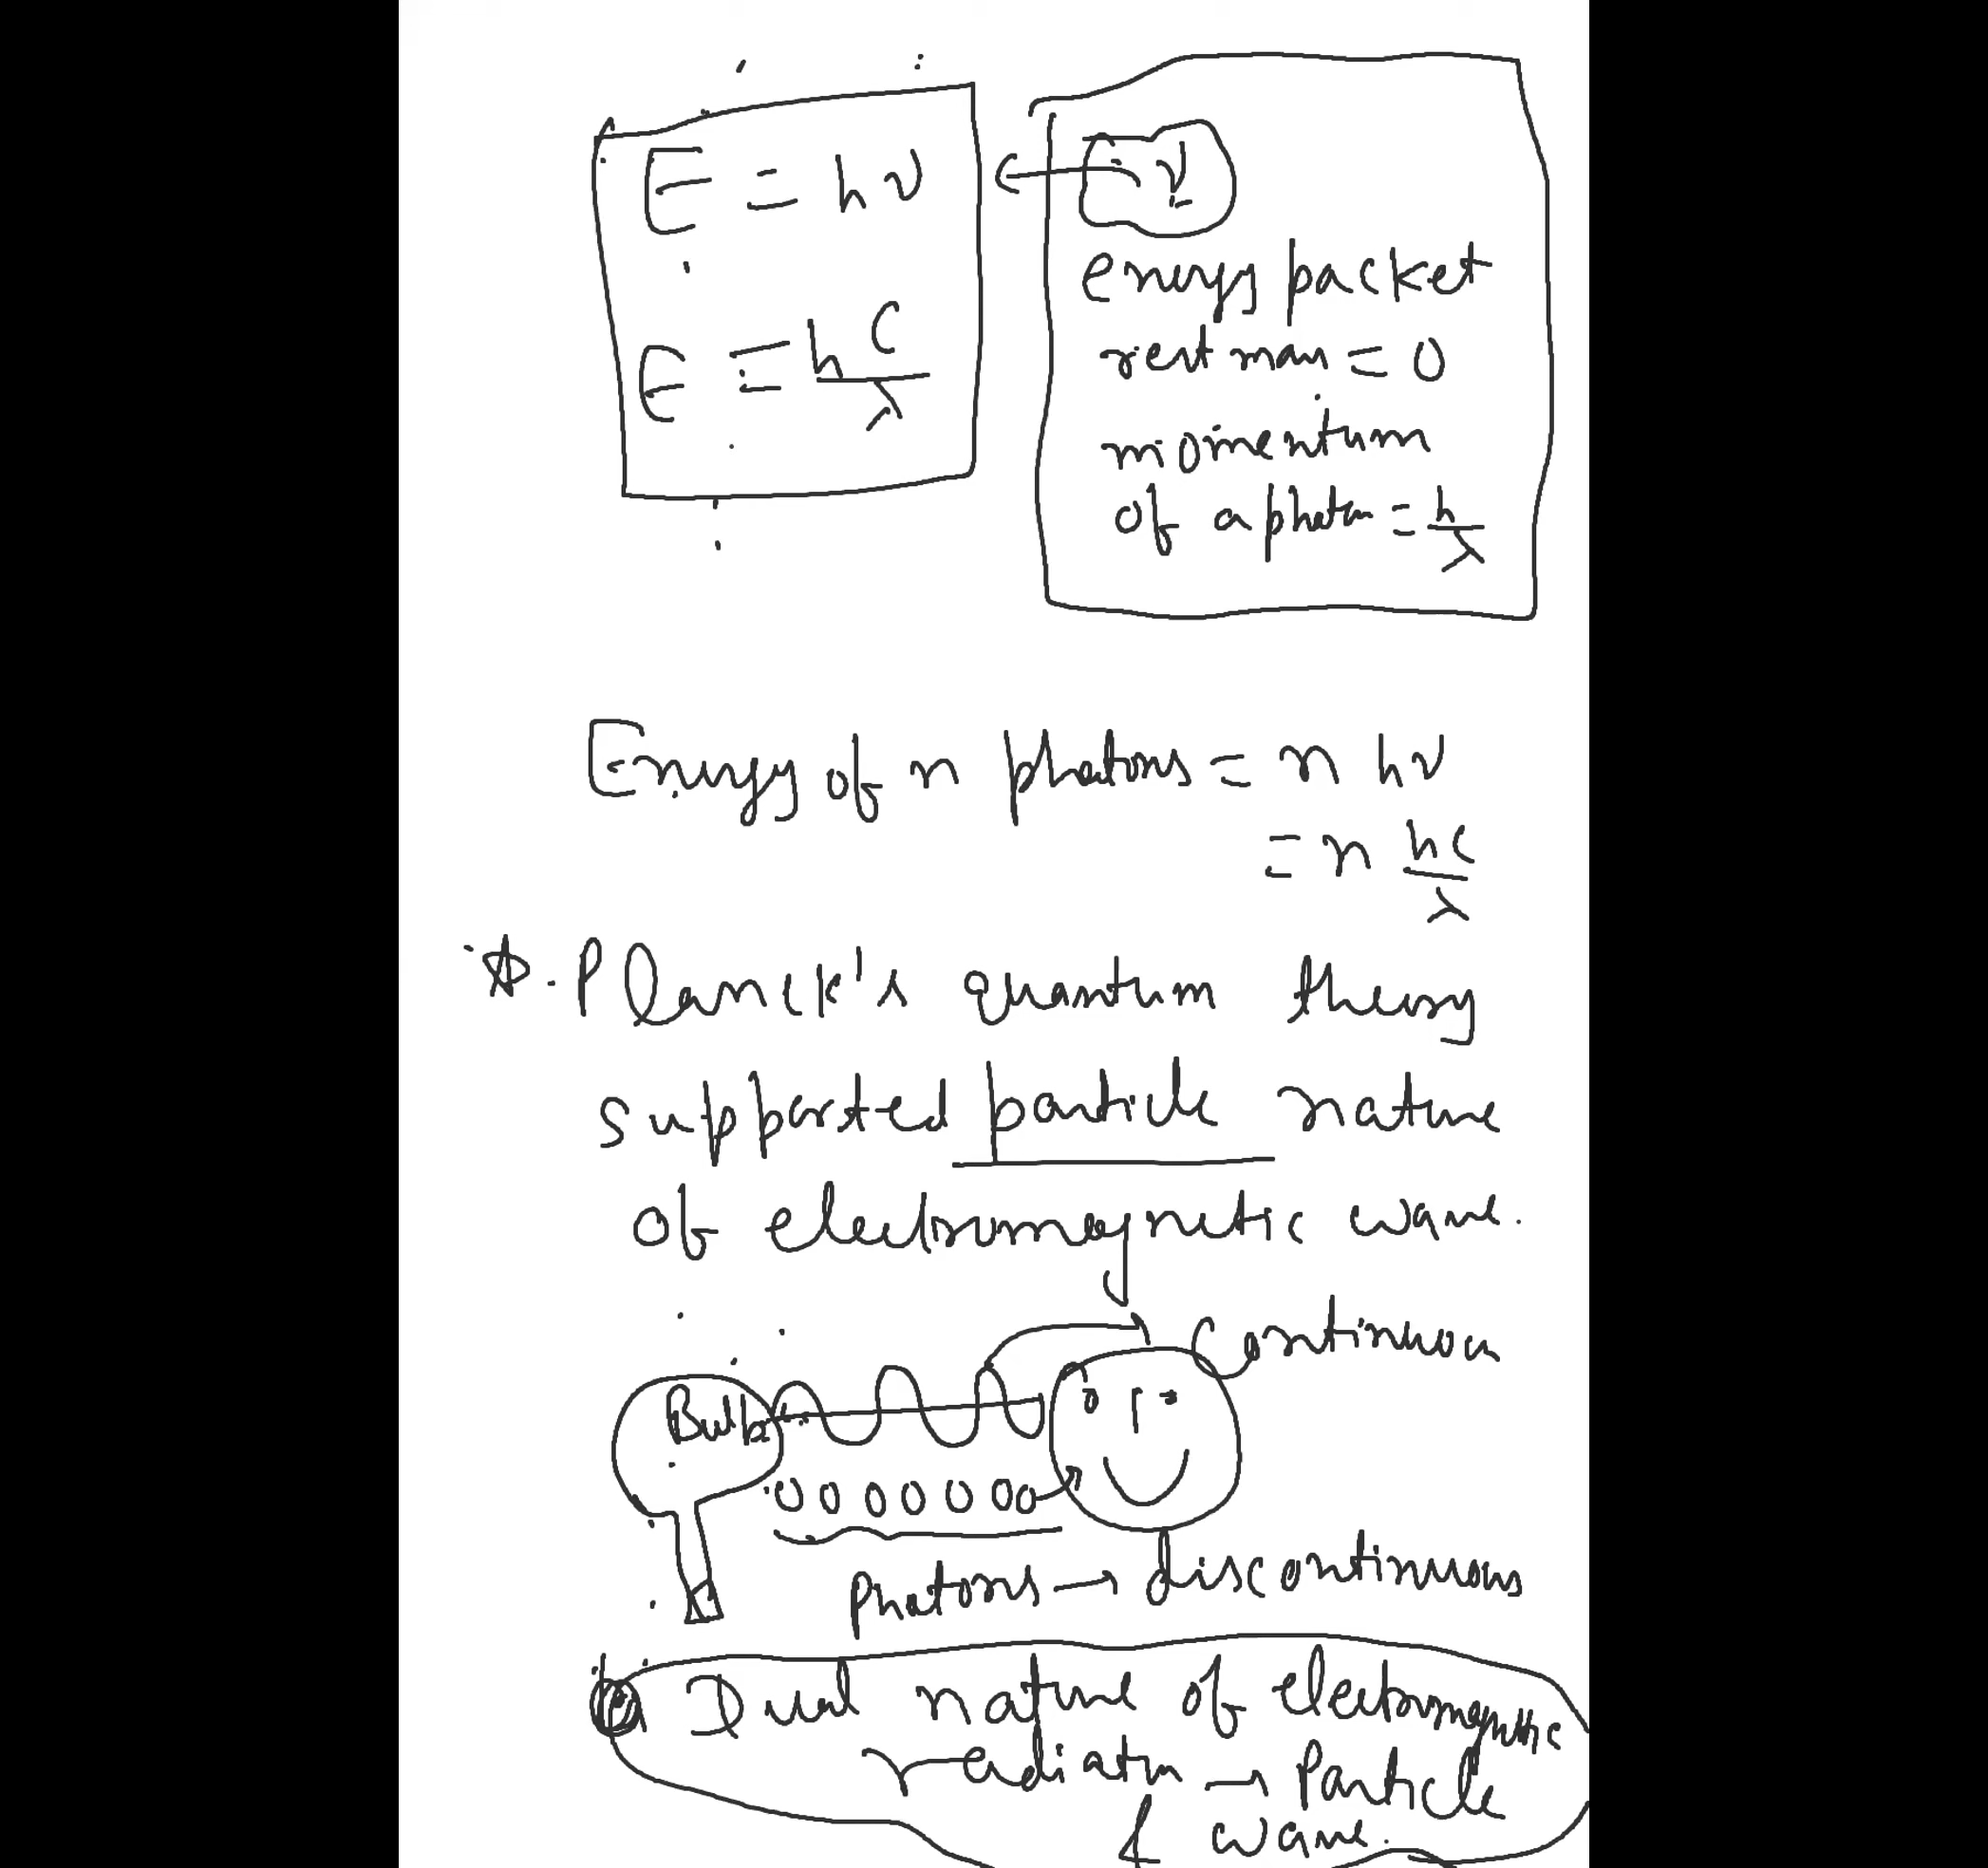 E = hν
E = hc/λ
ν
energy packet
rest mass = 0
momentum
of a photon = h/λ
Energy of n photons = n hν
= n hc/λ
Planck's quantum theory
supported particle nature
of electromagnetic wave.
Continuous
Bulb
photons → discontinuous
Dual nature of electromagnetic
radiation → Particle
& wave.